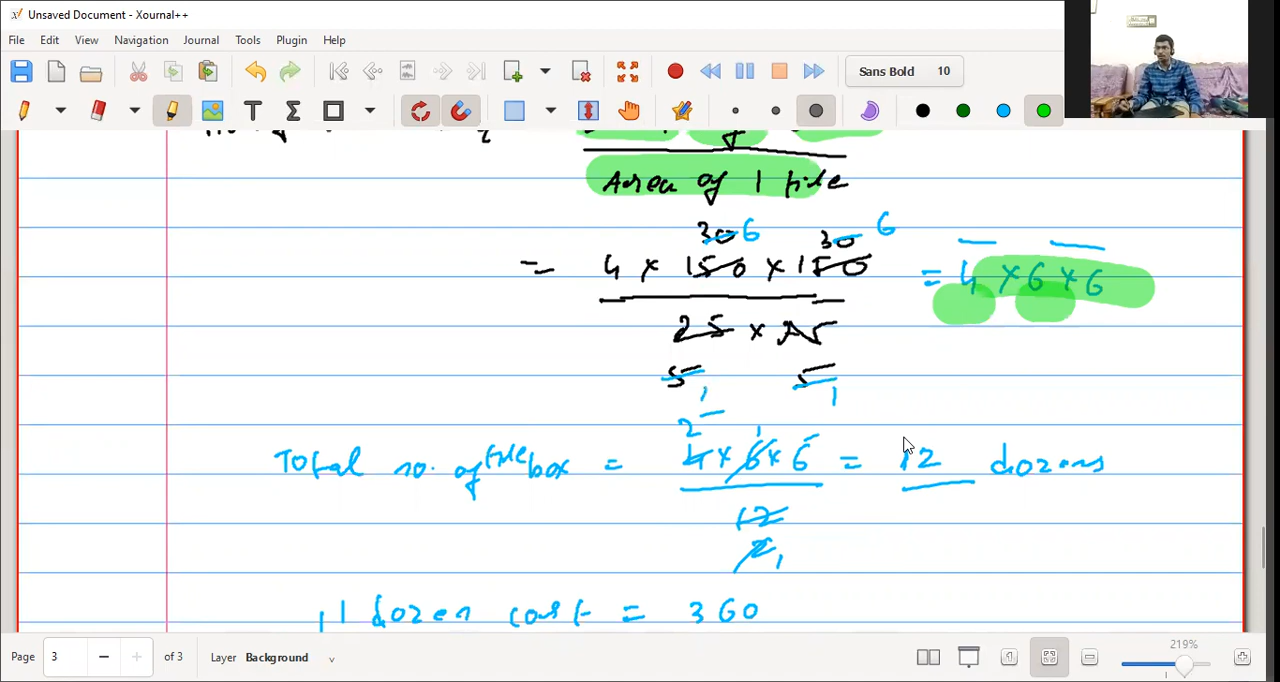 Unsaved Document - Xournal++
File Edit View Navigation Journal Tools Plugin Help
Sans Bold 10
Area of 1 tile
30 6 30 6
= 4 × 150 × 150 = 4 × 6 × 6
25 × 25
5 5
1 1
2 1
Total no. of tile box = 4 × 6 × 6 = 12 dozens
12
2 1
1 dozen cost = 360
219%
Page 3 of 3 Layer Background